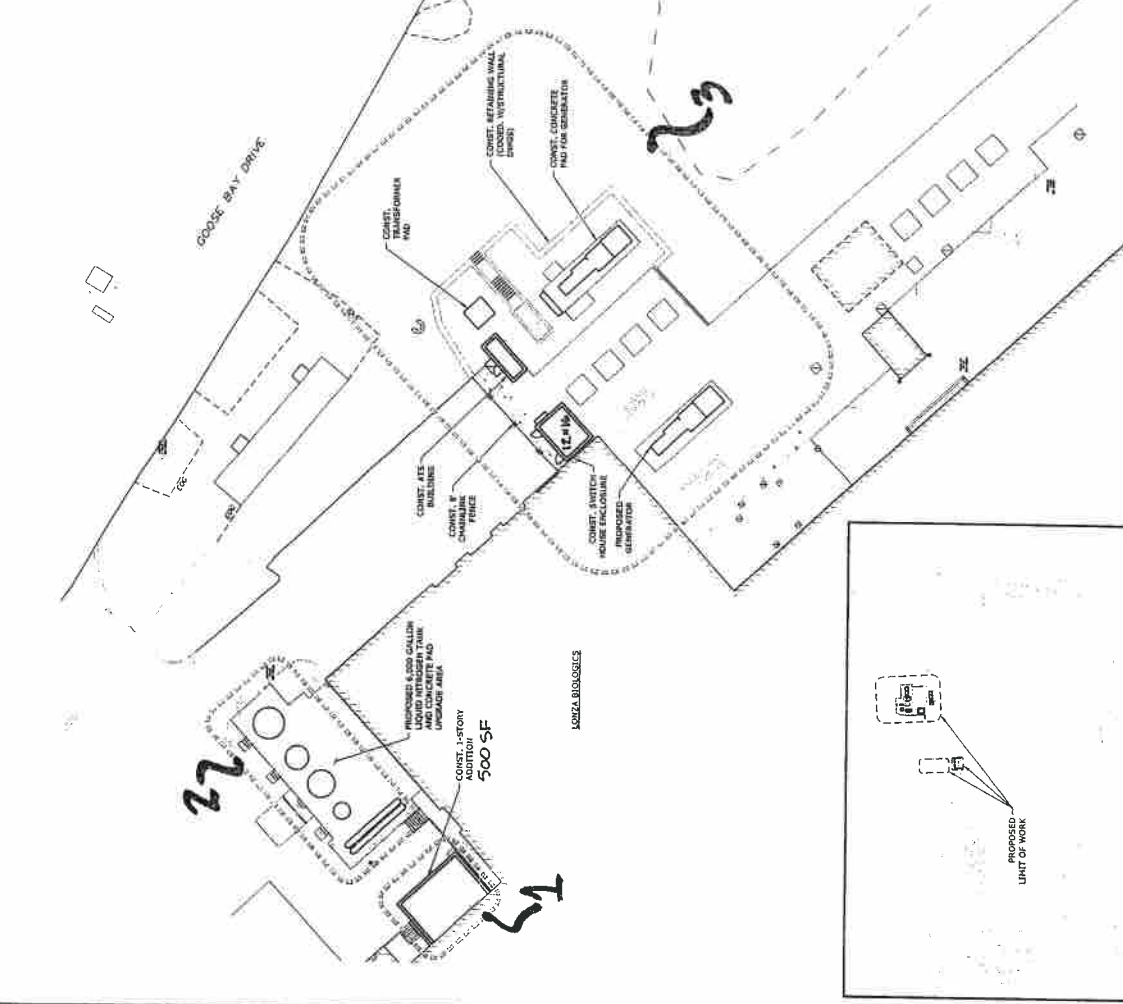 GOOSE BAY DRIVE
CONST. RETAINING WALL
(COORD. W/STRUCTURAL
DWGS)
CONST. CONCRETE
PAD FOR GENERATOR
3
CONST.
TRANSFORMER
PAD
CONST. ATS
BUILDING
CONST. 8'
CHAINLINK
FENCE
12x16
CONST. SWITCH
HOUSE ENCLOSURE
PROPOSED
GENERATOR
PROPOSED 6,000 GALLON
LIQUID NITROGEN TANK
AND CONCRETE PAD
UPGRADE AREA
2
CONST. 1-STORY
ADDITION
500 SF
1
LONZA BIOLOGICS
PROPOSED
LIMIT OF WORK